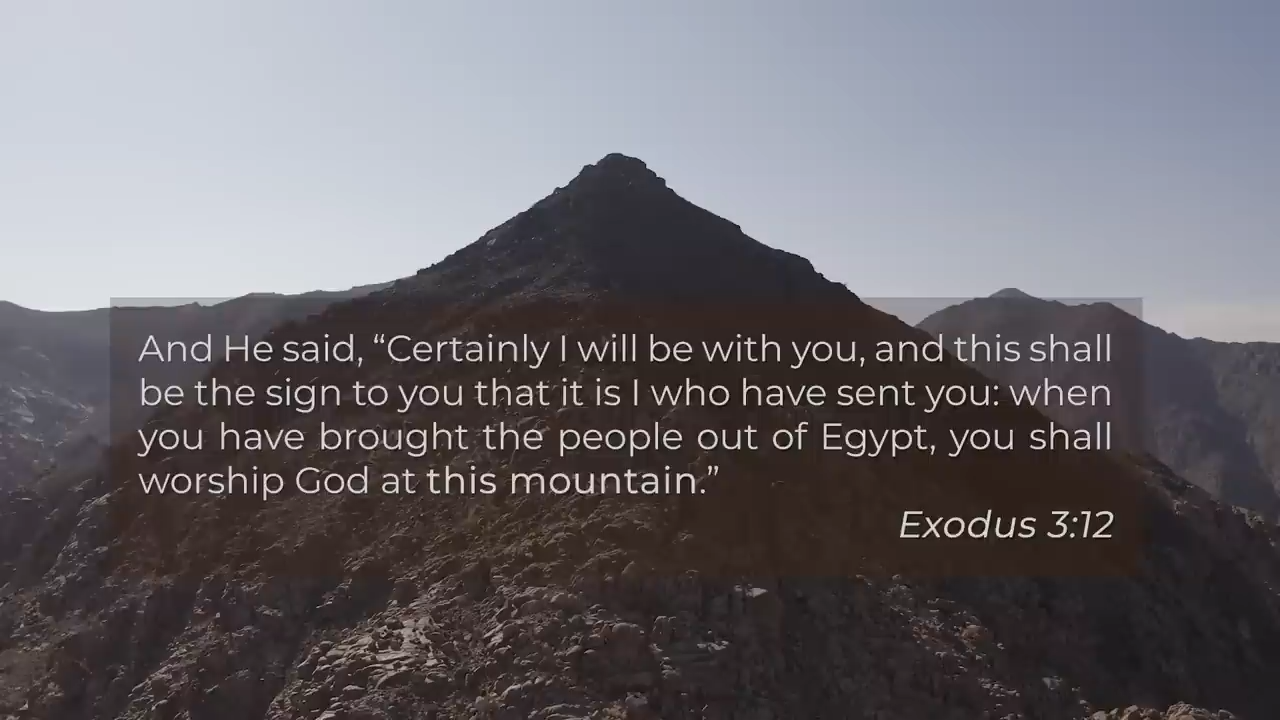 And He said, “Certainly I will be with you, and this shall
be the sign to you that it is I who have sent you: when
you have brought the people out of Egypt, you shall
worship God at this mountain.”
Exodus 3:12